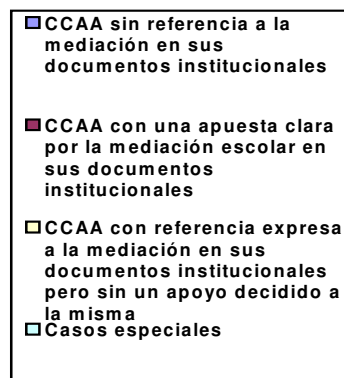 CCAA sin referencia a la
mediación en sus
documentos institucionales
CCAA con una apuesta clara
por la mediación escolar en
sus documentos
institucionales
CCAA con referencia expresa
a la mediación en sus
documentos institucionales
pero sin un apoyo decidido a
la misma
Casos especiales